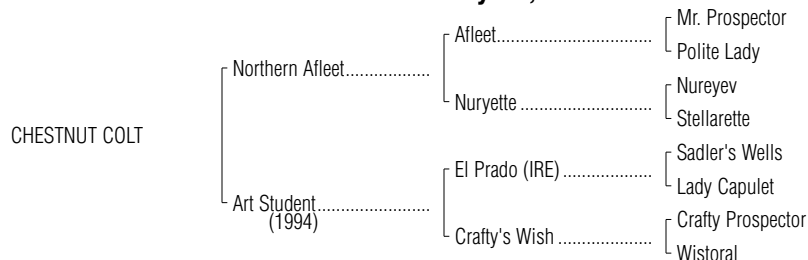 Mr. Prospector
Afleet
Polite Lady
Northern Afleet
Nureyev
Nuryette
Stellarette
CHESTNUT COLT
Sadler's Wells
El Prado (IRE)
Lady Capulet
Art Student
(1994)
Crafty Prospector
Crafty's Wish
Wistoral